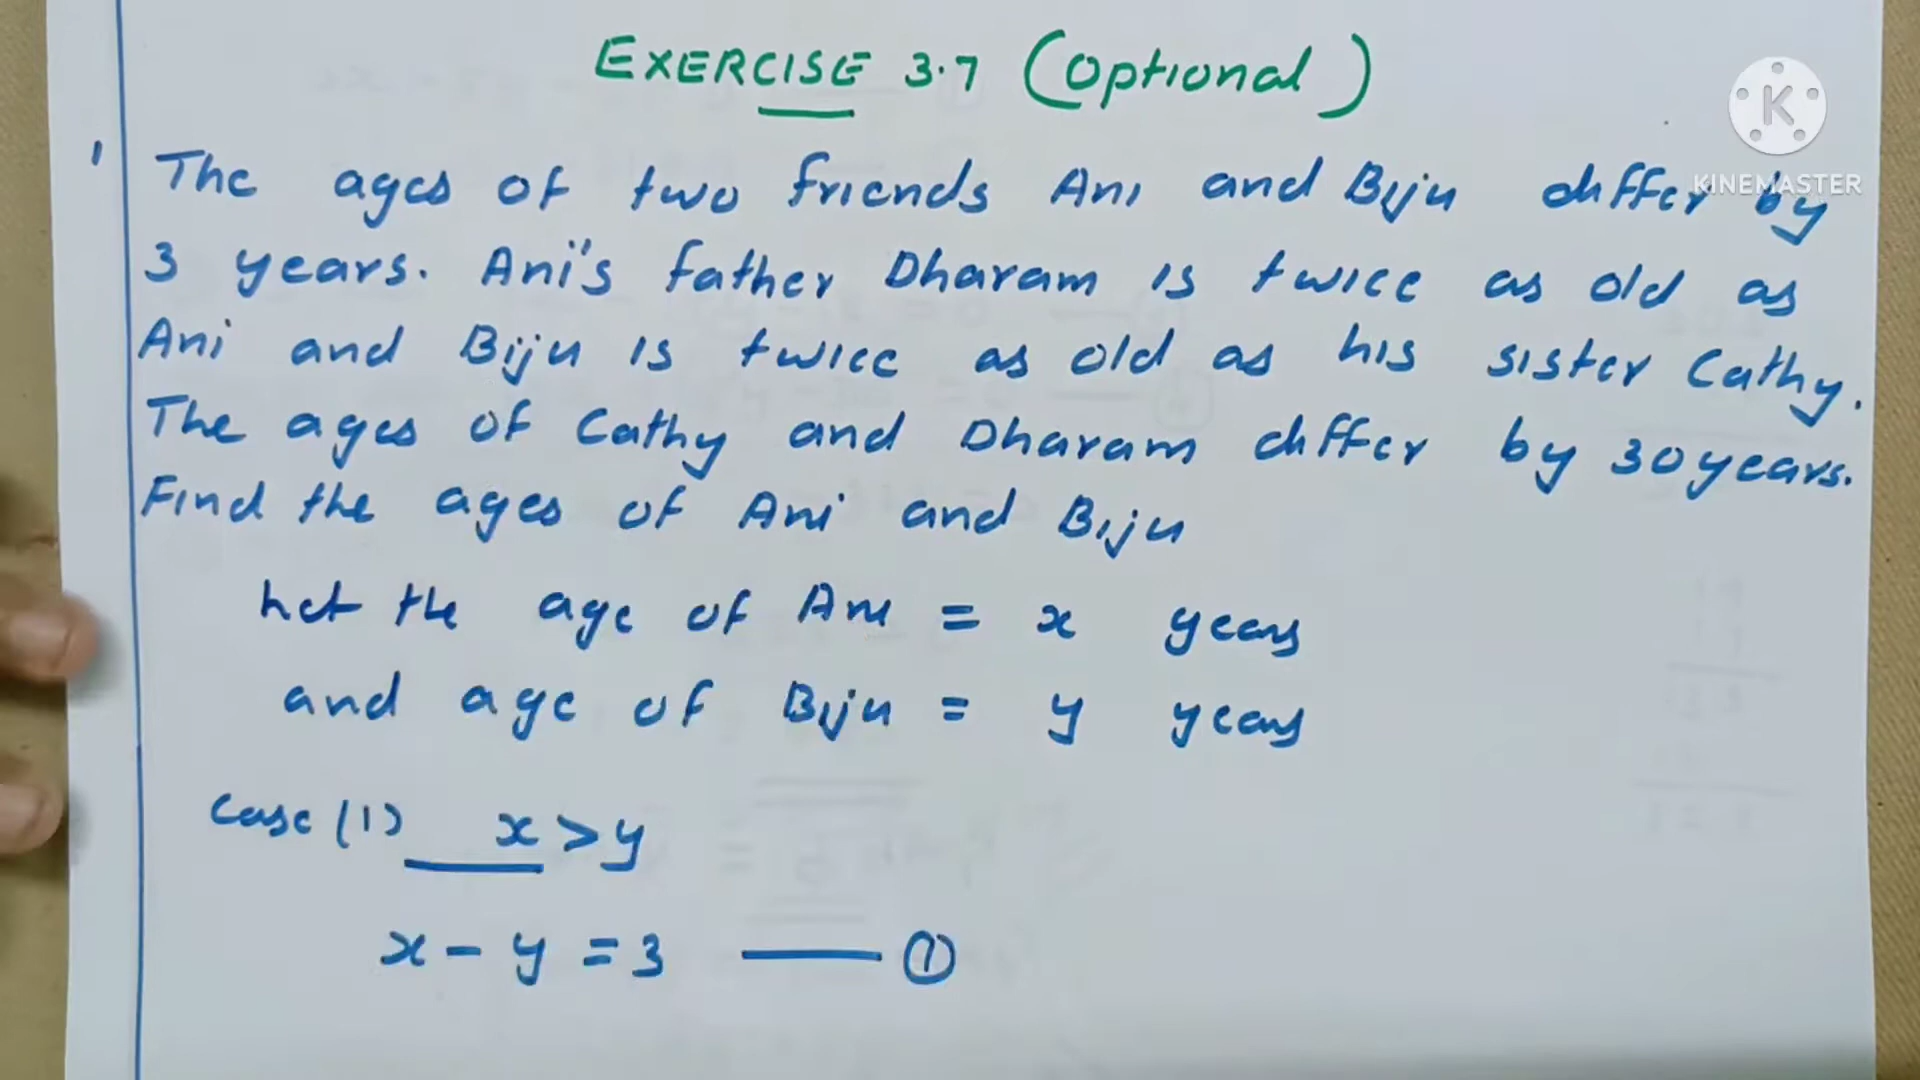 EXERCISE 3.7 (Optional)
1 The ages of two friends Ani and Biju differ by
3 years. Ani's father Dharam is twice as old as
Ani and Biju is twice as old as his sister Cathy.
The ages of Cathy and Dharam differ by 30 years.
Find the ages of Ani and Biju
Let the age of Ani = x years
and age of Biju = y years
Case (1) x > y
x - y = 3 —— ①
K
KINEMASTER